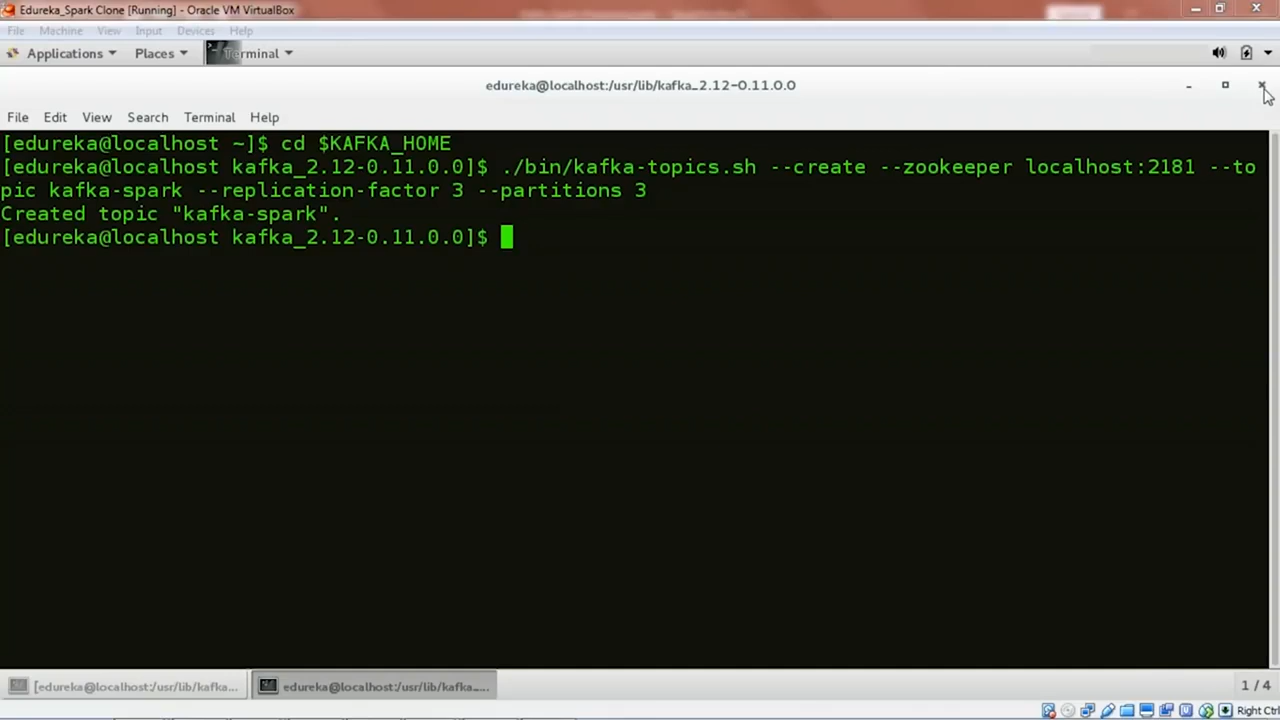 Edureka_Spark Clone [Running] - Oracle VM VirtualBox
File Machine View Input Devices Help
Applications Places Terminal
edureka@localhost:/usr/lib/kafka_2.12-0.11.0.0
File Edit View Search Terminal Help
[edureka@localhost ~]$ cd $KAFKA_HOME
[edureka@localhost kafka_2.12-0.11.0.0]$ ./bin/kafka-topics.sh --create --zookeeper localhost:2181 --to
pic kafka-spark --replication-factor 3 --partitions 3
Created topic "kafka-spark".
[edureka@localhost kafka_2.12-0.11.0.0]$
[edureka@localhost:/usr/lib/kafka... edureka@localhost:/usr/lib/kafka_... 1 / 4
Right Ctrl